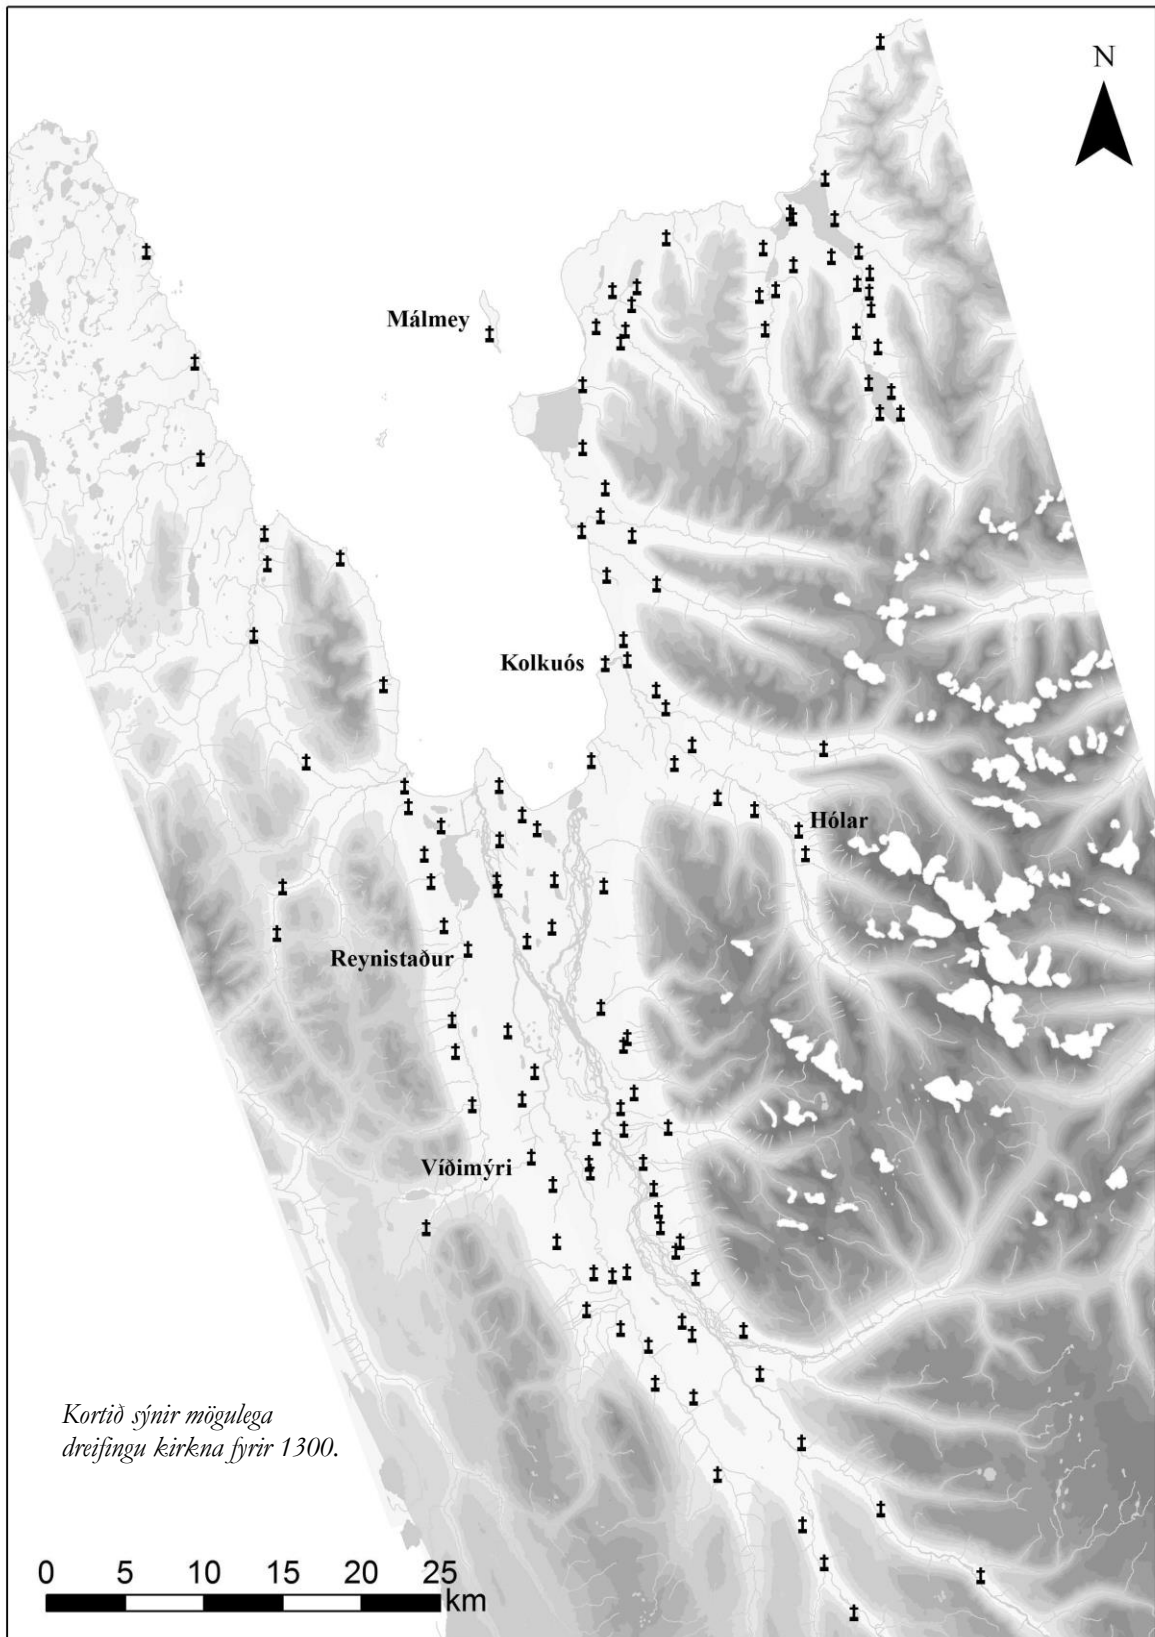 N
Málmey
Kolkuós
Hólar
Reynistaður
Víðimýri
Kortið sýnir mögulega
dreifingu kirkna fyrir 1300.
0 5 10 15 20 25
km